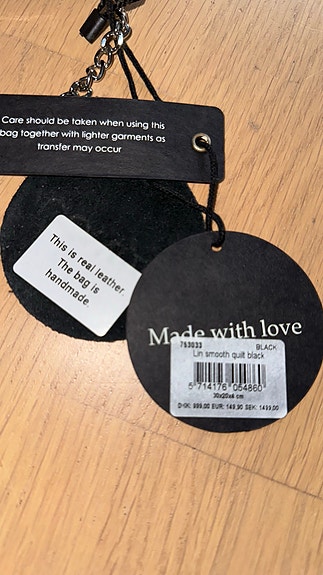 Care should be taken when using this
bag together with lighter garments as
transfer may occur
This is real leather.
The bag is
handmade.
Made with love
753033 BLACK
Lin smooth quilt black
5 714176 054860
30x20x4 cm
DKK: 999,00 EUR: 149,90 SEK: 1499,00